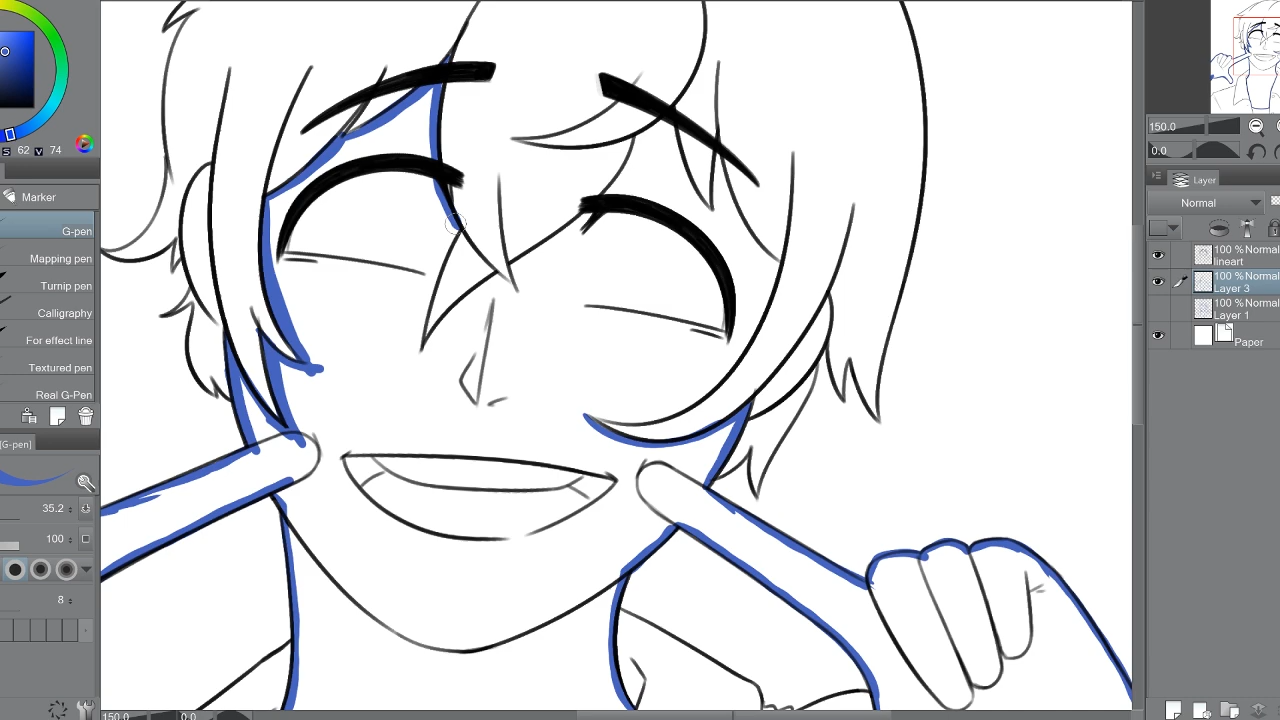 S 62 V 74
Marker
G-pen
Mapping pen
Turnip pen
Calligraphy
For effect line
Textured pen
Real G-Pen
[G-pen]
35.2
100
8
150.0
0.0
150.0
0.0
Layer
Normal
100 %Normal
lineart
100 %Normal
Layer 3
100 %Normal
Layer 1
Paper